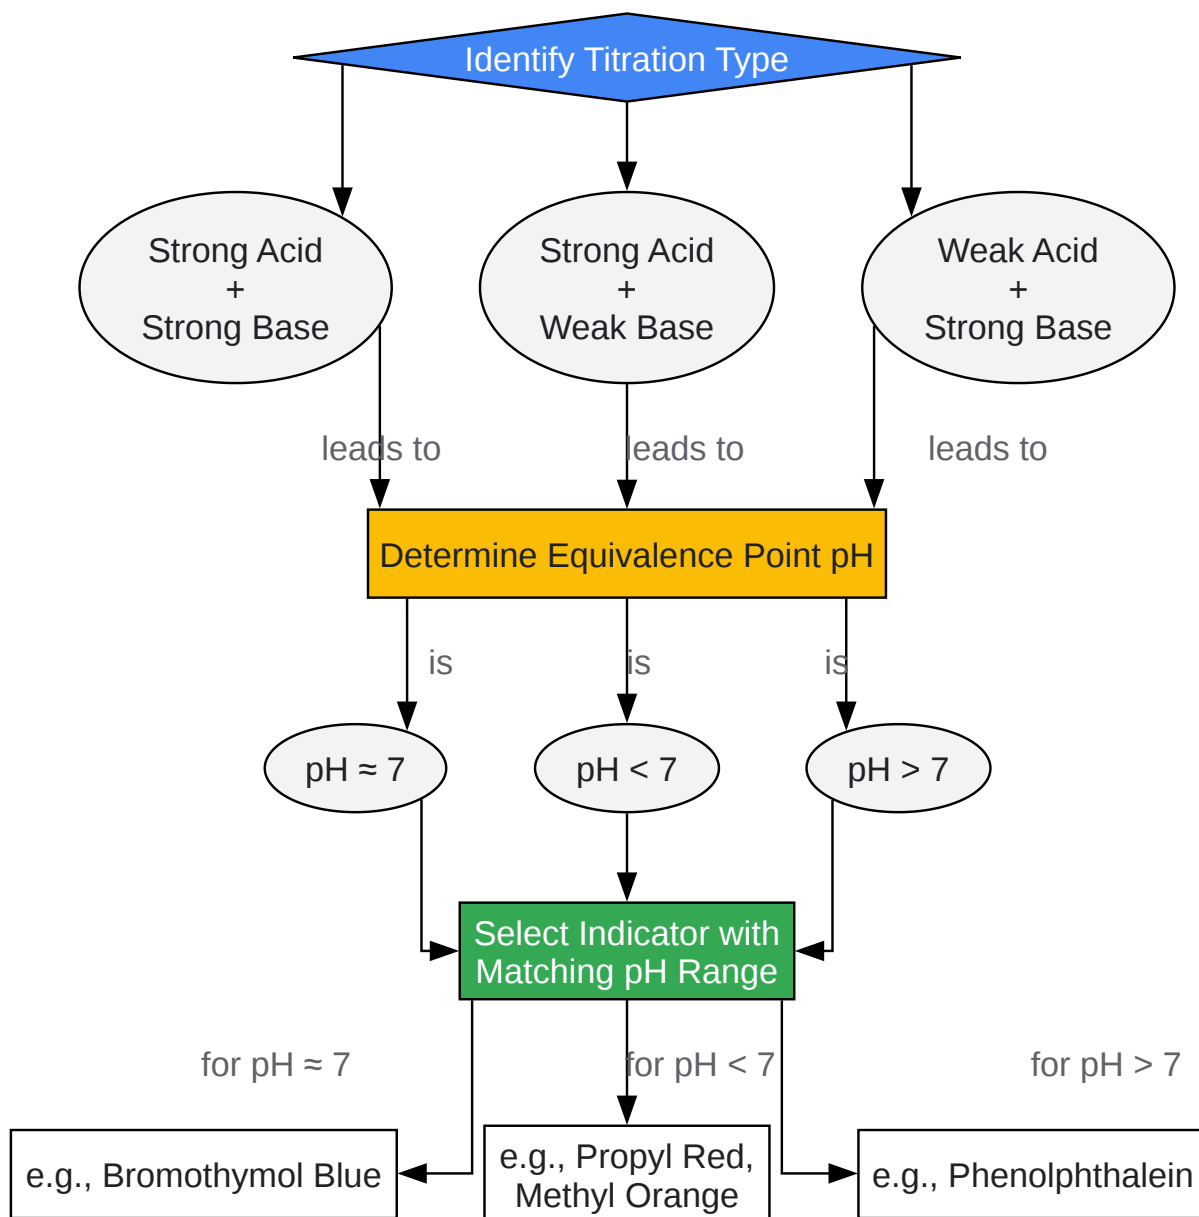 Identify Titration Type
Strong Acid
+
Strong Base
Strong Acid
+
Weak Base
Weak Acid
+
Strong Base
leads to
leads to
leads to
Determine Equivalence Point pH
is
is
is
pH ≈ 7
pH < 7
pH > 7
Select Indicator with
Matching pH Range
for pH ≈ 7
for pH < 7
for pH > 7
e.g., Bromothymol Blue
e.g., Propyl Red,
Methyl Orange
e.g., Phenolphthalein